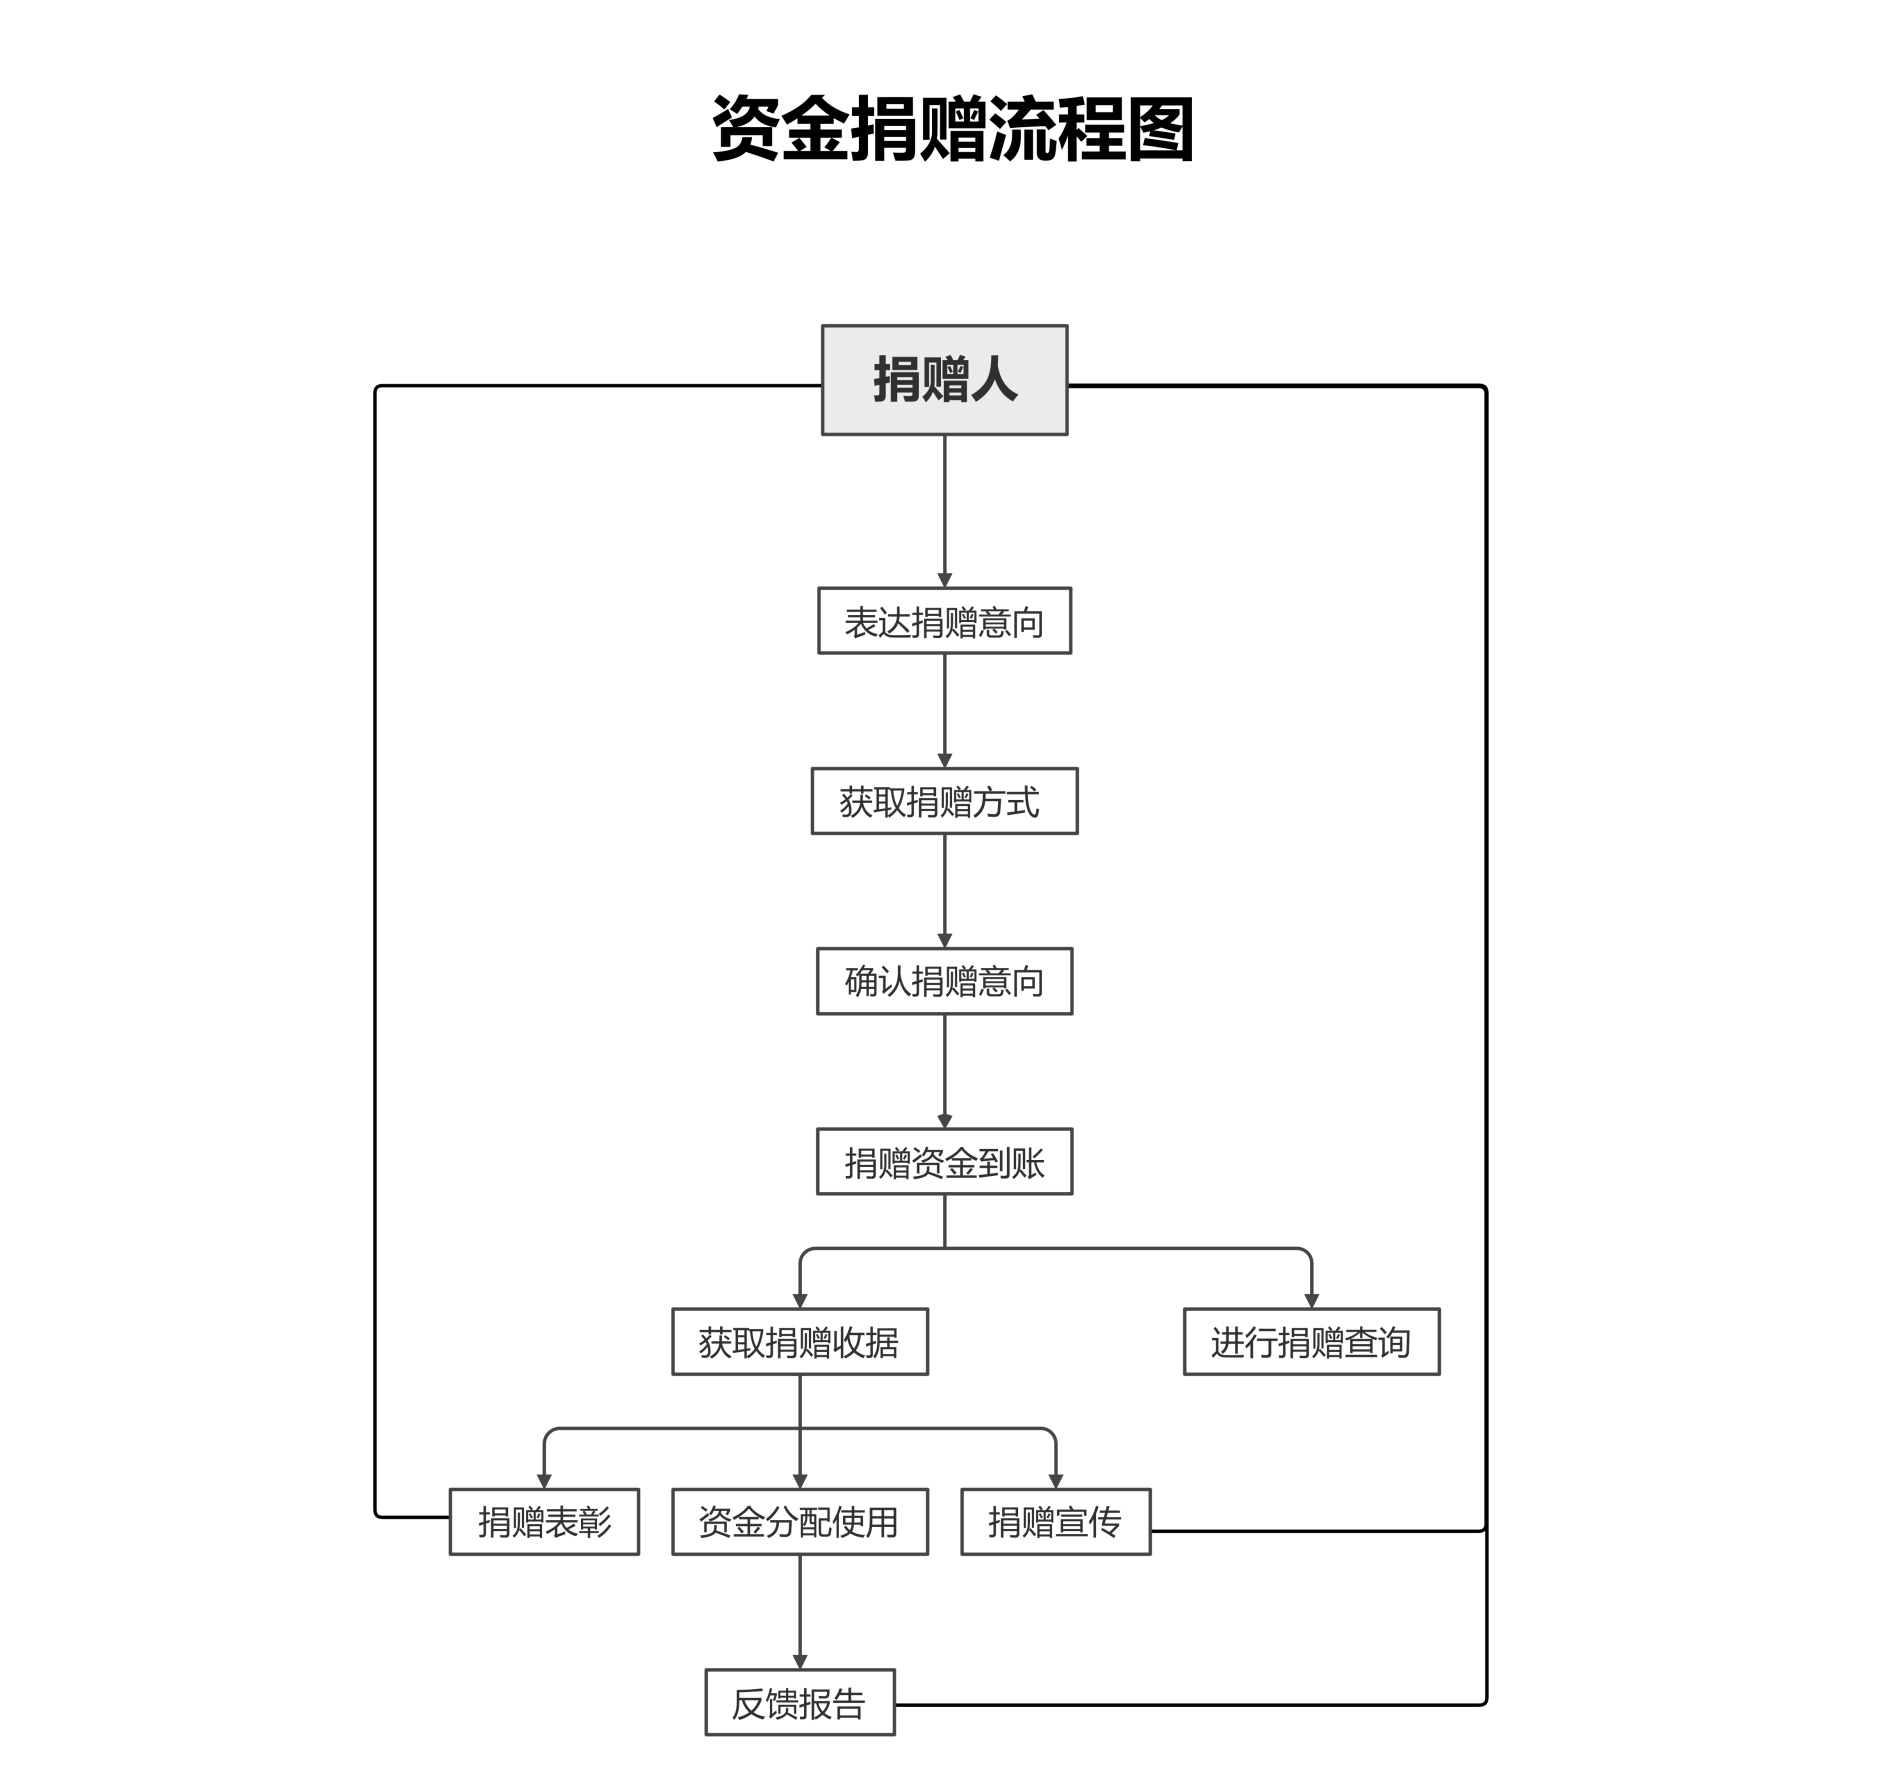 资金捐赠流程图
捐赠人
表达捐赠意向
获取捐赠方式
确认捐赠意向
捐赠资金到账
获取捐赠收据
进行捐赠查询
捐赠表彰
资金分配使用
捐赠宣传
反馈报告